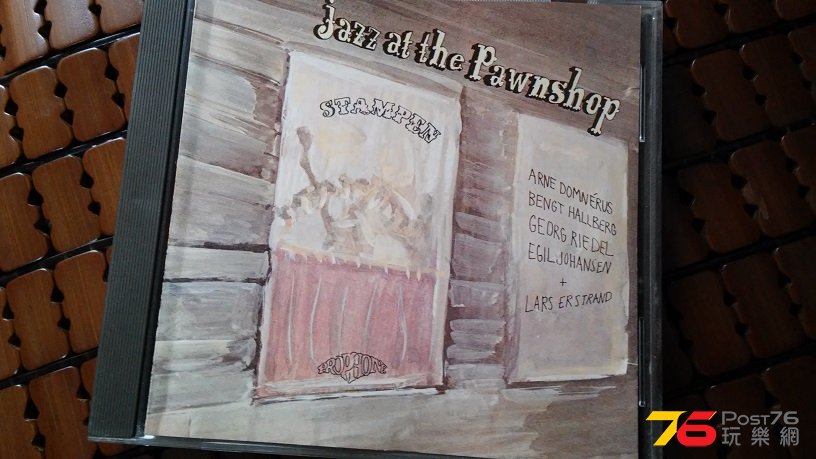 jazz at the Pawnshop
STAMPEN
ARNE DOMNÉRUS
BENGT HALLBERG
GEORG RIEDEL
EGIL JOHANSEN
+
LARS ERSTRAND
PROPHONE
76 Post76
玩樂網